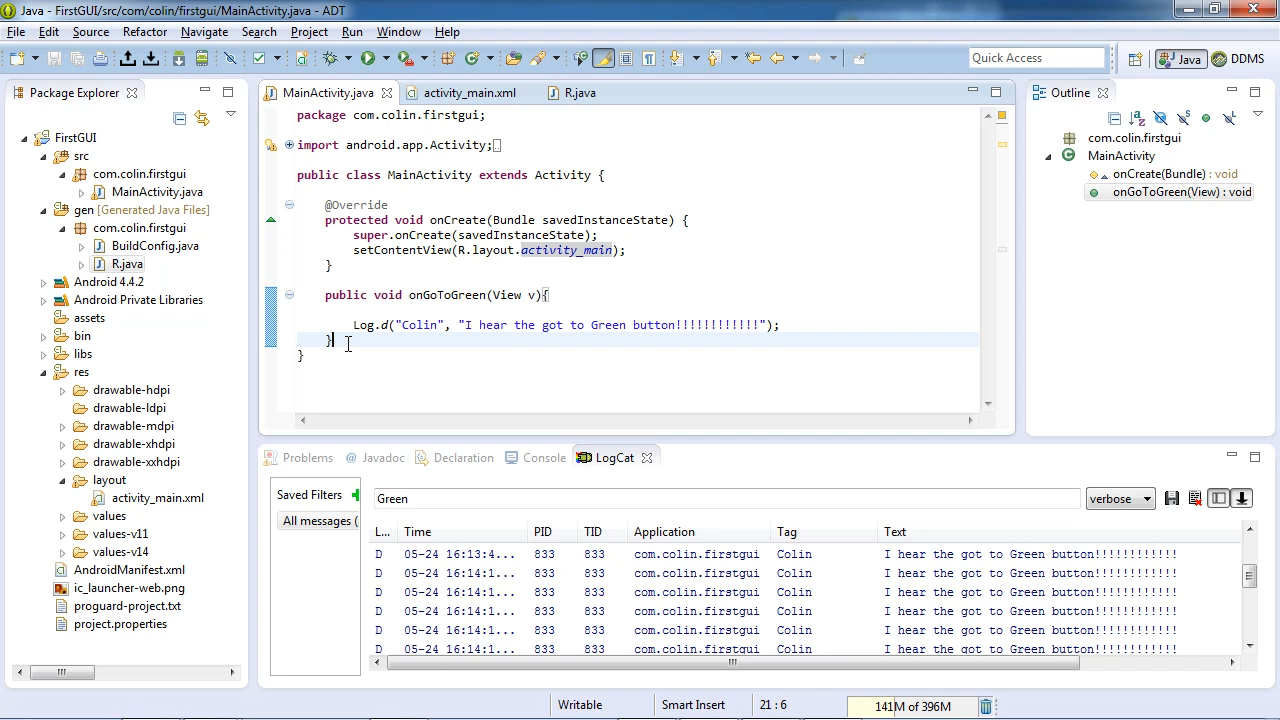 Java - FirstGUI/src/com/colin/firstgui/MainActivity.java - ADT
File Edit Source Refactor Navigate Search Project Run Window Help
Quick Access
Java
DDMS
Package Explorer
FirstGUI
src
com.colin.firstgui
MainActivity.java
gen [Generated Java Files]
com.colin.firstgui
BuildConfig.java
R.java
Android 4.4.2
Android Private Libraries
assets
bin
libs
res
drawable-hdpi
drawable-ldpi
drawable-mdpi
drawable-xhdpi
drawable-xxhdpi
layout
activity_main.xml
values
values-v11
values-v14
AndroidManifest.xml
ic_launcher-web.png
proguard-project.txt
project.properties
MainActivity.java
activity_main.xml
R.java
package com.colin.firstgui;
import android.app.Activity;
public class MainActivity extends Activity {
@Override
protected void onCreate(Bundle savedInstanceState) {
super.onCreate(savedInstanceState);
setContentView(R.layout.activity_main);
}
public void onGoToGreen(View v){
Log.d("Colin", "I hear the got to Green button!!!!!!!!!!!!");
}
}
Outline
com.colin.firstgui
MainActivity
onCreate(Bundle) : void
onGoToGreen(View) : void
Problems
Javadoc
Declaration
Console
LogCat
Saved Filters
All messages (
Green
verbose
L... Time PID TID Application Tag Text
D 05-24 16:13:4... 833 833 com.colin.firstgui Colin I hear the got to Green button!!!!!!!!!!!!
D 05-24 16:14:1... 833 833 com.colin.firstgui Colin I hear the got to Green button!!!!!!!!!!!!
D 05-24 16:14:1... 833 833 com.colin.firstgui Colin I hear the got to Green button!!!!!!!!!!!!
D 05-24 16:14:1... 833 833 com.colin.firstgui Colin I hear the got to Green button!!!!!!!!!!!!
D 05-24 16:14:1... 833 833 com.colin.firstgui Colin I hear the got to Green button!!!!!!!!!!!!
D 05-24 16:14:1... 833 833 com.colin.firstgui Colin I hear the got to Green button!!!!!!!!!!!!
Writable
Smart Insert
21 : 6
141M of 396M